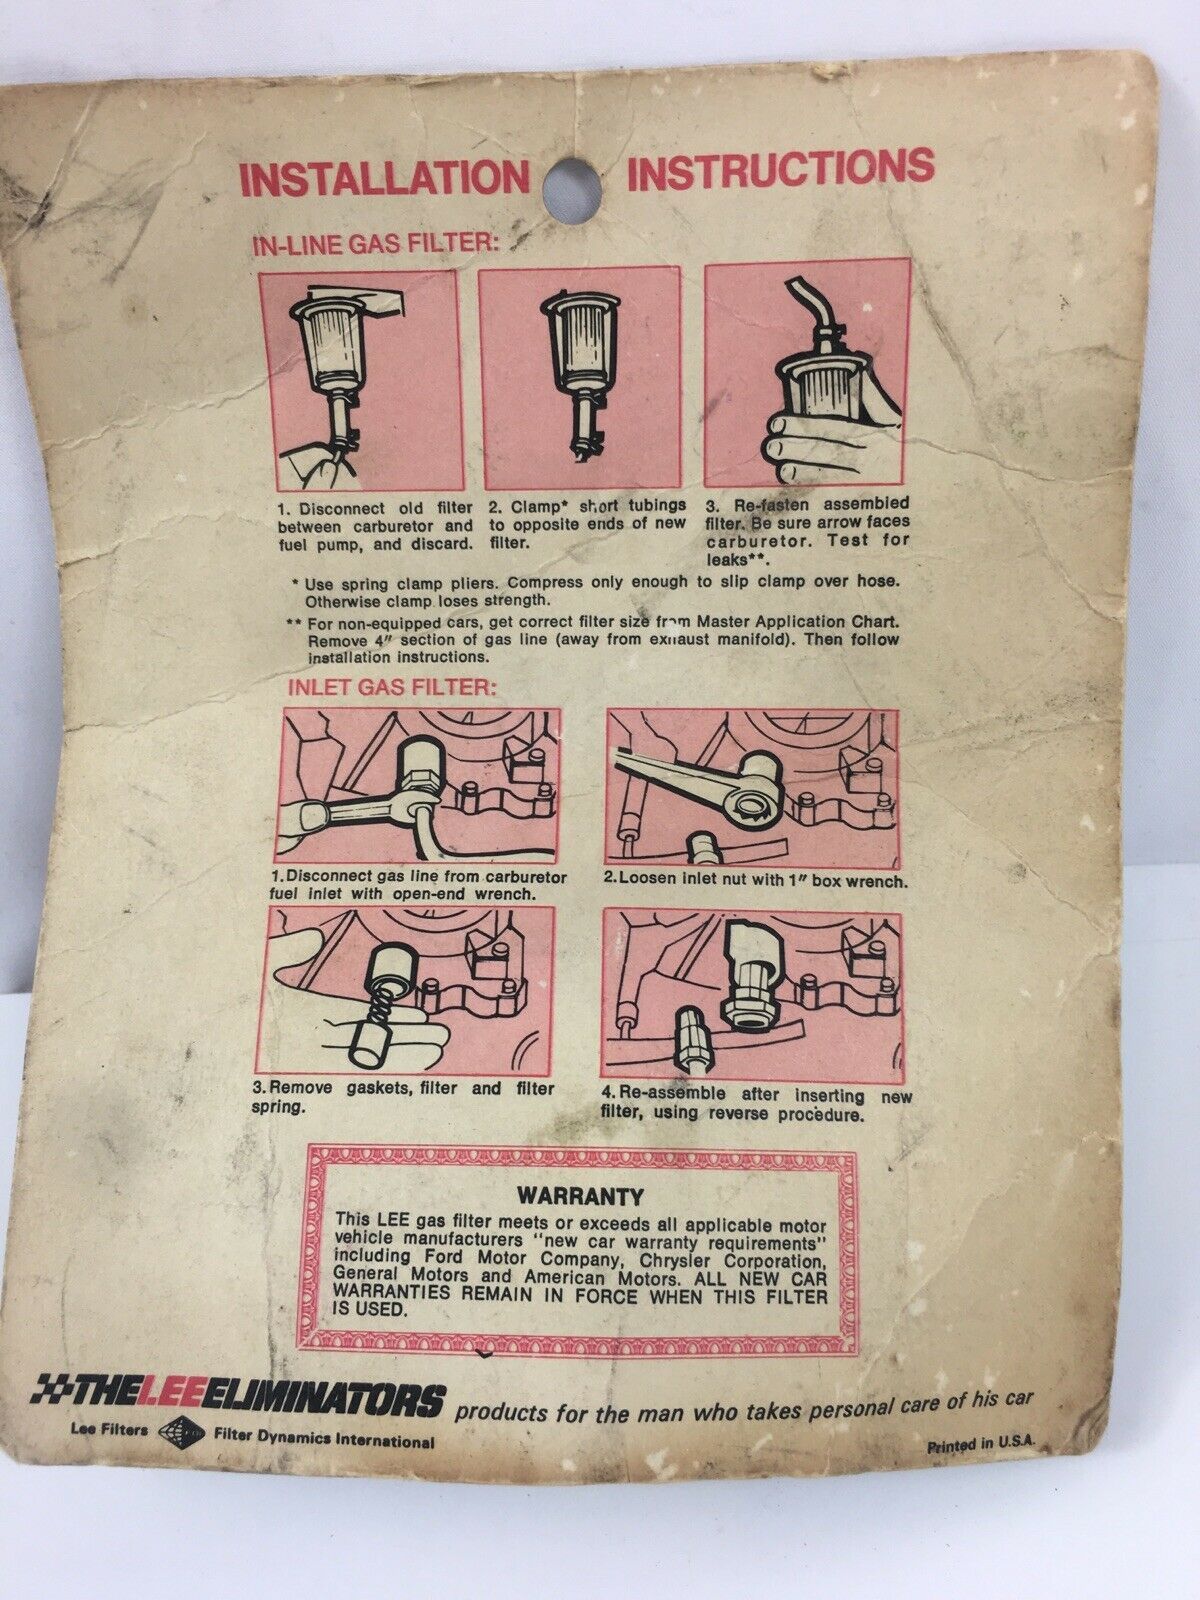 INSTALLATION INSTRUCTIONS
IN-LINE GAS FILTER:
1. Disconnect old filter
between carburetor and
fuel pump, and discard.
2. Clamp* short tubings
to opposite ends of new
filter.
3. Re-fasten assembled
filter. Be sure arrow faces
carburetor. Test for
leaks**.
* Use spring clamp pliers. Compress only enough to slip clamp over hose.
Otherwise clamp loses strength.
** For non-equipped cars, get correct filter size from Master Application Chart.
Remove 4" section of gas line (away from exhaust manifold). Then follow
installation instructions.
INLET GAS FILTER:
1. Disconnect gas line from carburetor
fuel inlet with open-end wrench.
2. Loosen inlet nut with 1" box wrench.
3. Remove gaskets, filter and filter
spring.
4. Re-assemble after inserting new
filter, using reverse procedure.
WARRANTY
This LEE gas filter meets or exceeds all applicable motor
vehicle manufacturers "new car warranty requirements"
including Ford Motor Company, Chrysler Corporation,
General Motors and American Motors. ALL NEW CAR
WARRANTIES REMAIN IN FORCE WHEN THIS FILTER
IS USED.
THE LEE ELIMINATORS products for the man who takes personal care of his car
Lee Filters Filter Dynamics International
Printed in U.S.A.